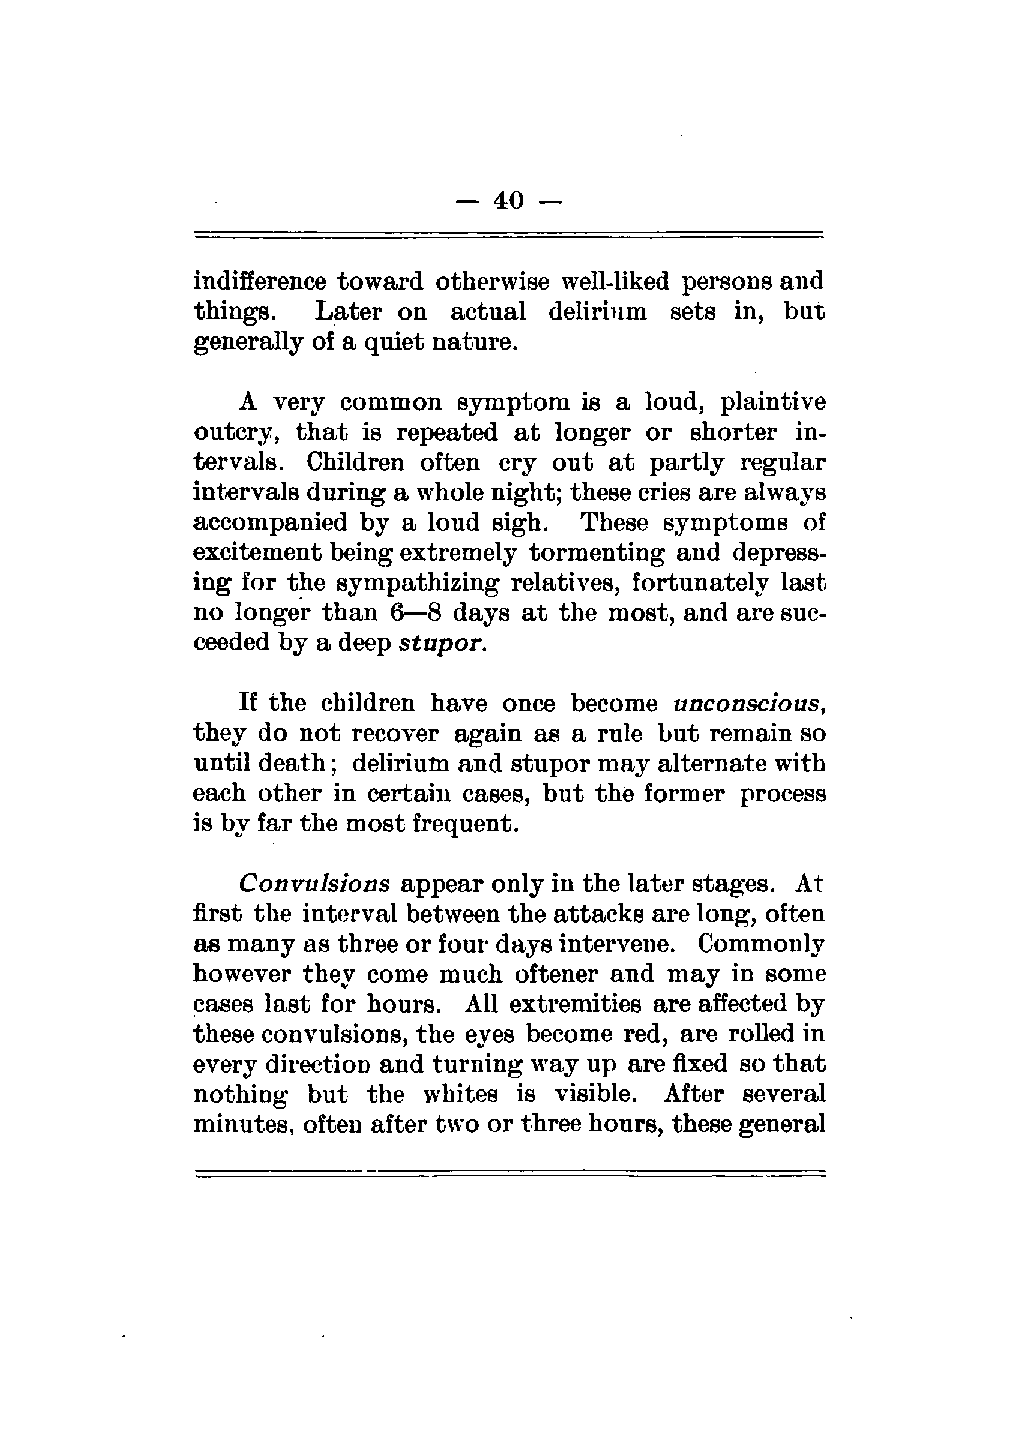 — 40 —
indifference toward otherwise well-liked persons and
things. Later on actual delirium sets in, but
generally of a quiet nature.
A very common symptom is a loud, plaintive
outcry, that is repeated at longer or shorter in-
tervals. Children often cry out at partly regular
intervals during a whole night; these cries are always
accompanied by a loud sigh. These symptoms of
excitement being extremely tormenting and depress-
ing for the sympathizing relatives, fortunately last
no longer than 6—8 days at the most, and are suc-
ceeded by a deep stupor.
If the children have once become unconscious,
they do not recover again as a rule but remain so
until death; delirium and stupor may alternate with
each other in certain cases, but the former process
is by far the most frequent.
Convulsions appear only in the later stages. At
first the interval between the attacks are long, often
as many as three or four days intervene. Commonly
however they come much oftener and may in some
cases last for hours. All extremities are affected by
these convulsions, the eyes become red, are rolled in
every direction and turning way up are fixed so that
nothing but the whites is visible. After several
minutes, often after two or three hours, these general